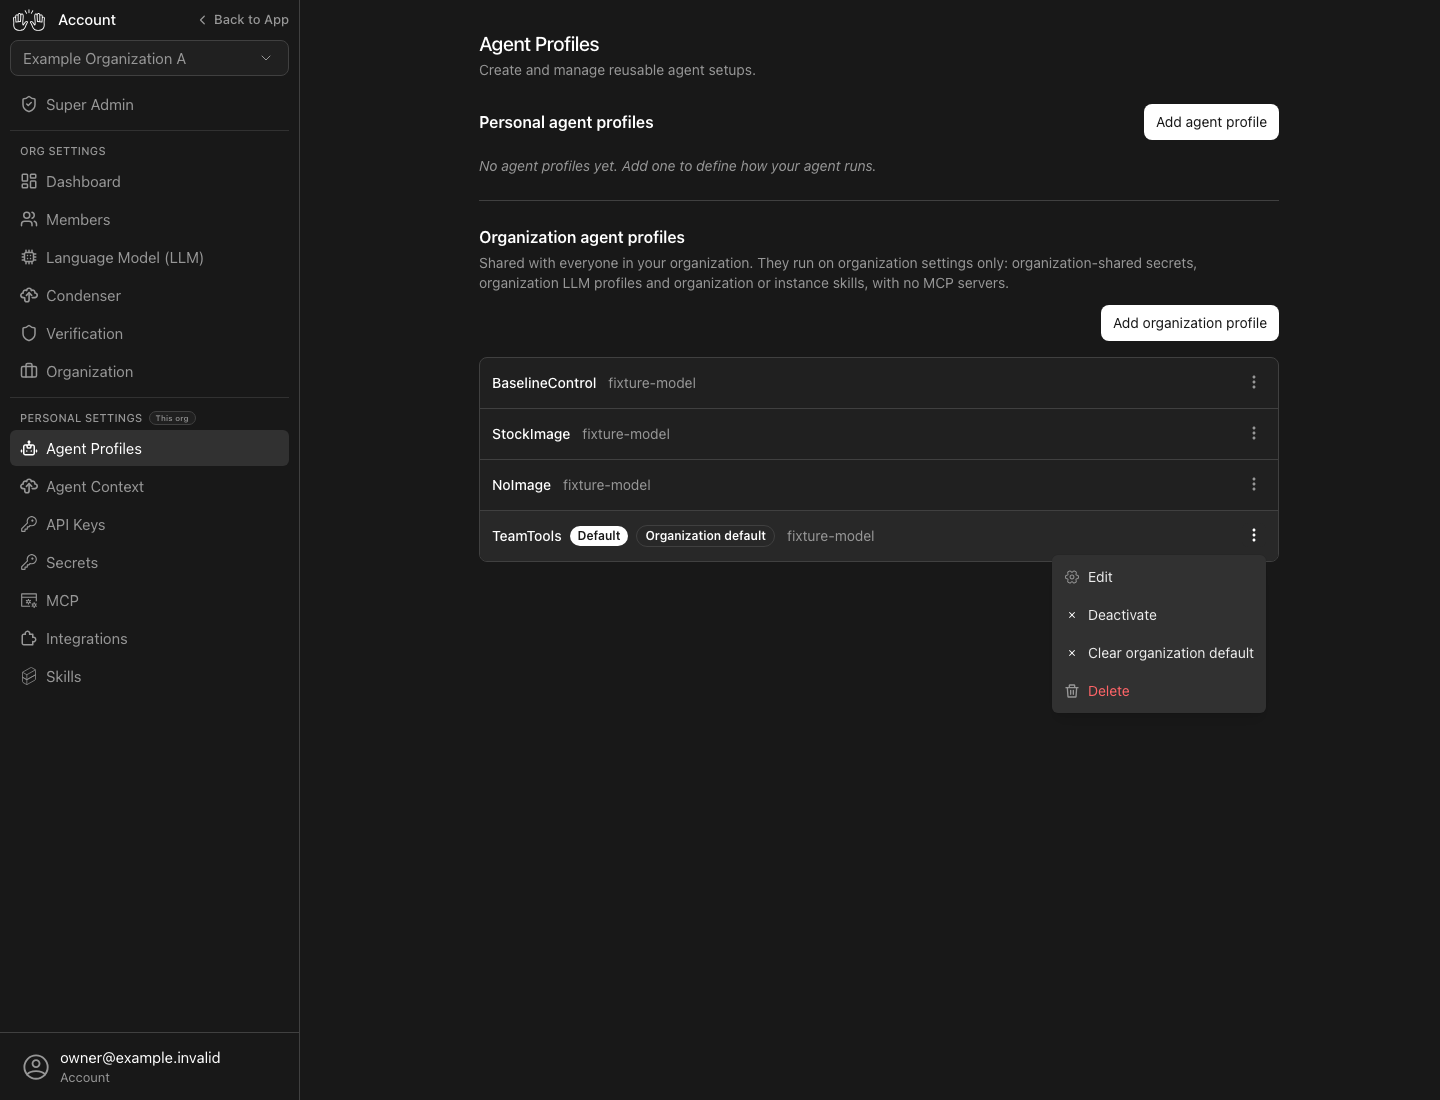 Account
Back to App
Example Organization A
Super Admin
ORG SETTINGS
Dashboard
Members
Language Model (LLM)
Condenser
Verification
Organization
PERSONAL SETTINGS This org
Agent Profiles
Agent Context
API Keys
Secrets
MCP
Integrations
Skills
owner@example.invalid
Account
Agent Profiles
Create and manage reusable agent setups.
Personal agent profiles
Add agent profile
No agent profiles yet. Add one to define how your agent runs.
Organization agent profiles
Shared with everyone in your organization. They run on organization settings only: organization-shared secrets,
organization LLM profiles and organization or instance skills, with no MCP servers.
Add organization profile
BaselineControl fixture-model
StockImage fixture-model
NoImage fixture-model
TeamTools Default Organization default fixture-model
Edit
Deactivate
Clear organization default
Delete